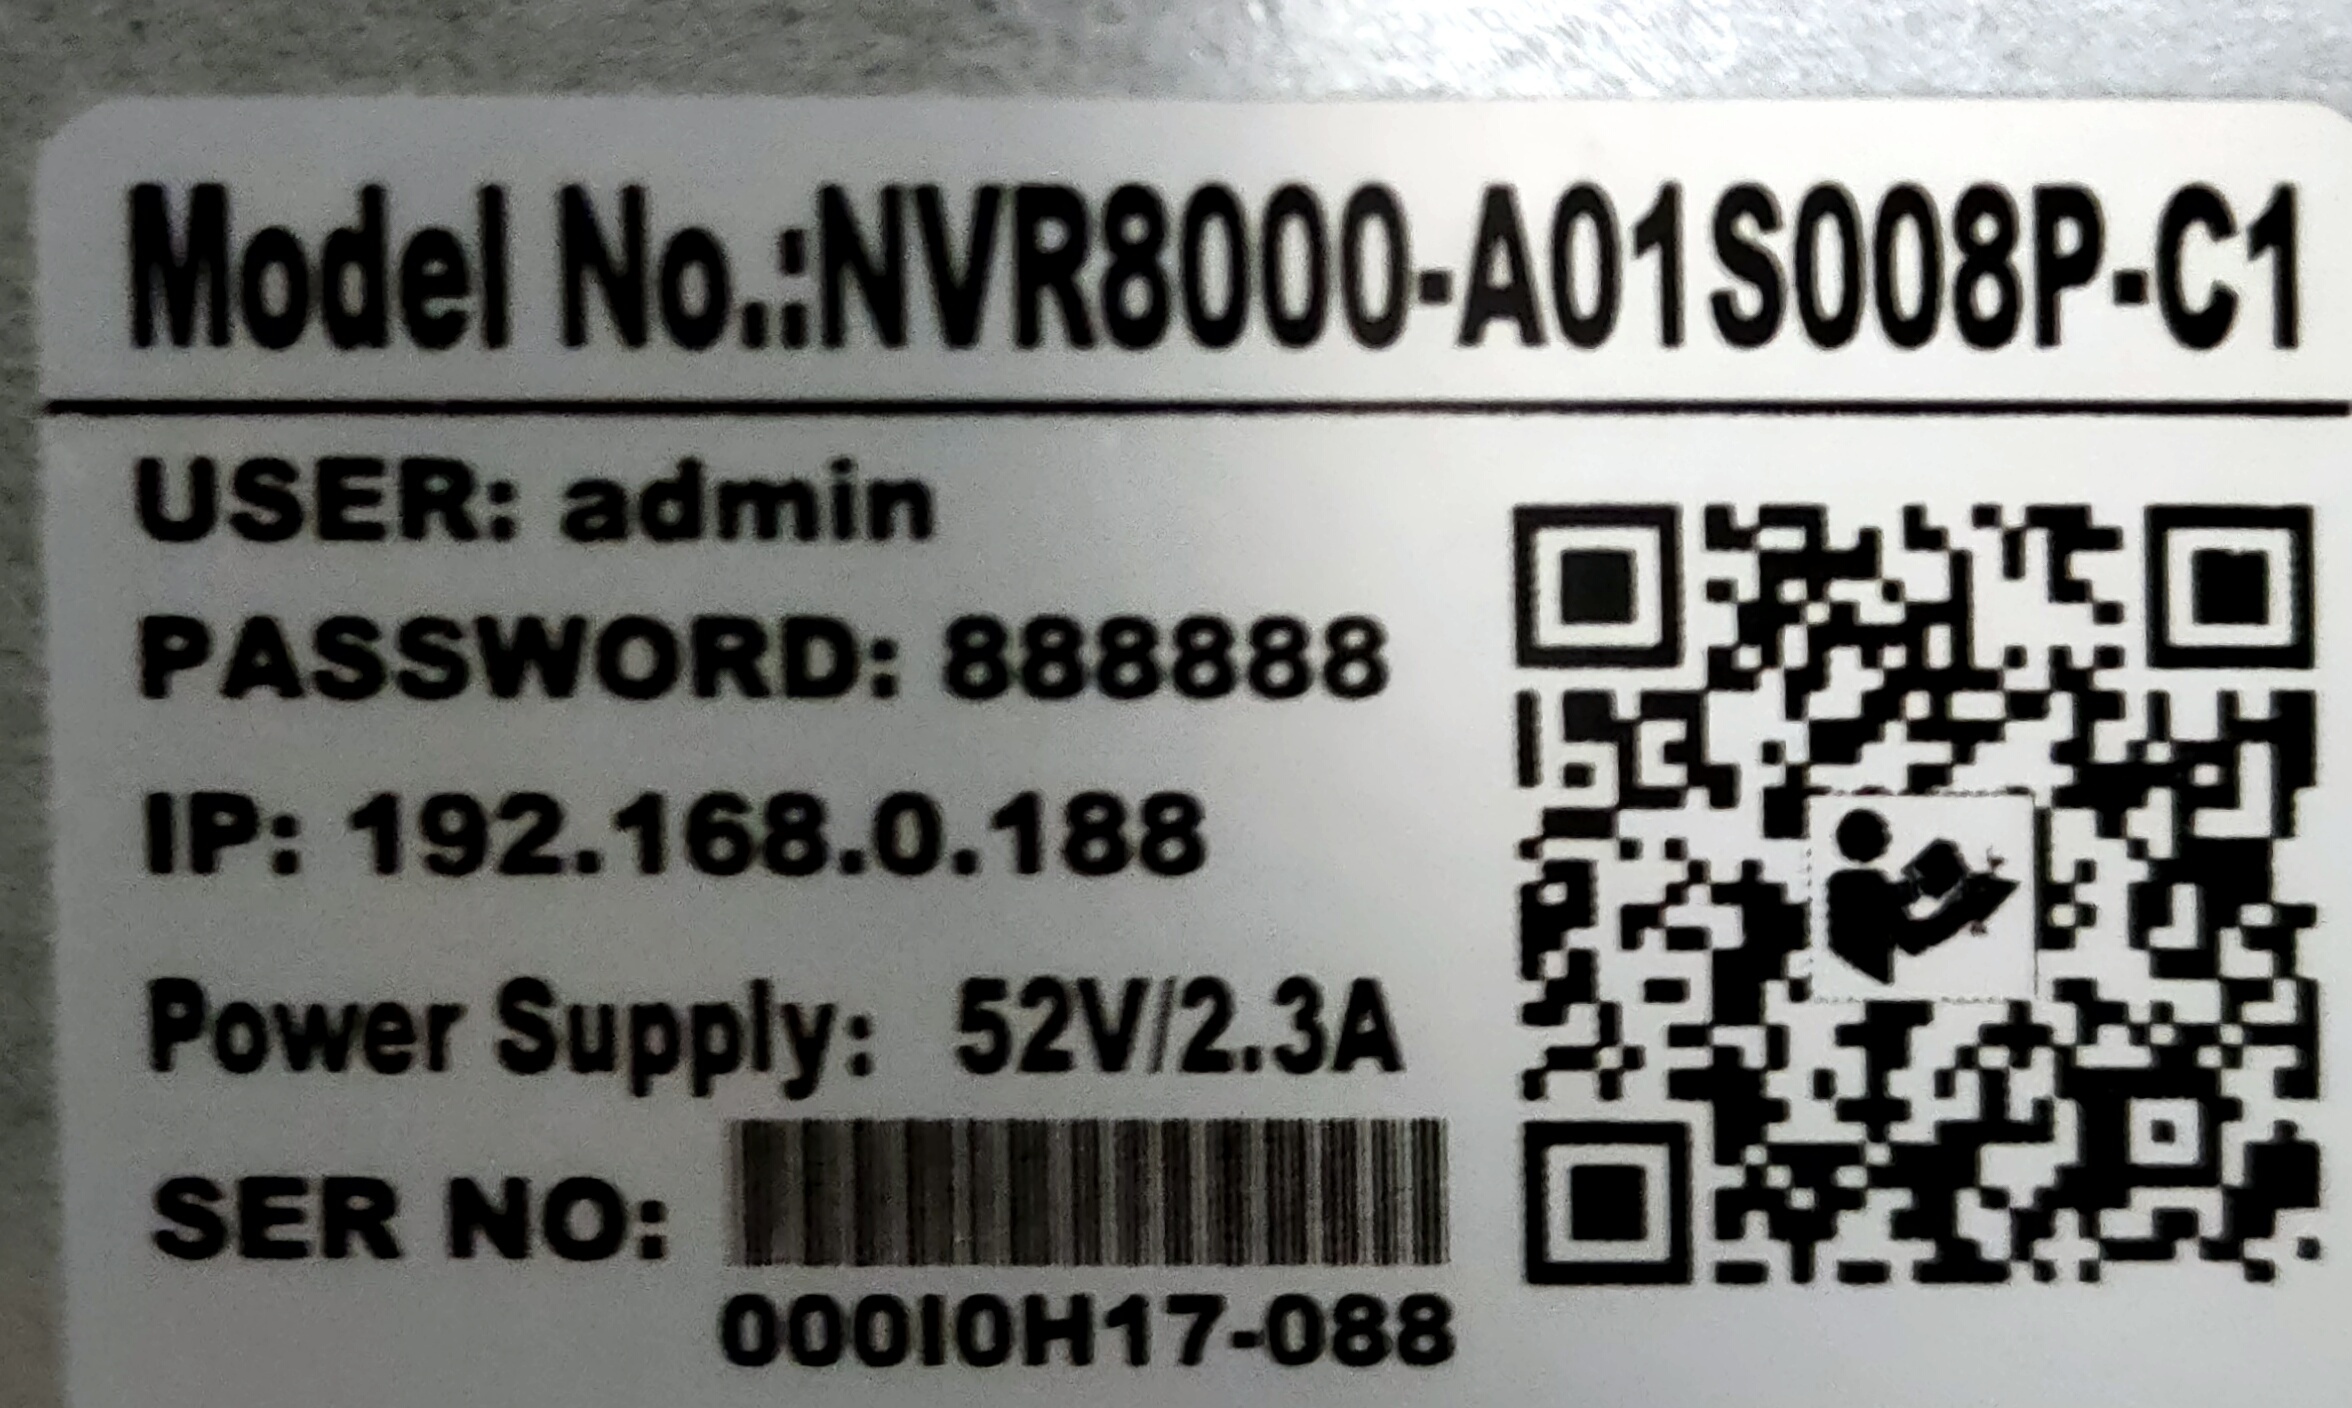 Model No.:NVR8000-A01S008P-C1
USER: admin
PASSWORD: 888888
IP: 192.168.0.188
Power Supply: 52V/2.3A
SER NO:
000I0H17-088